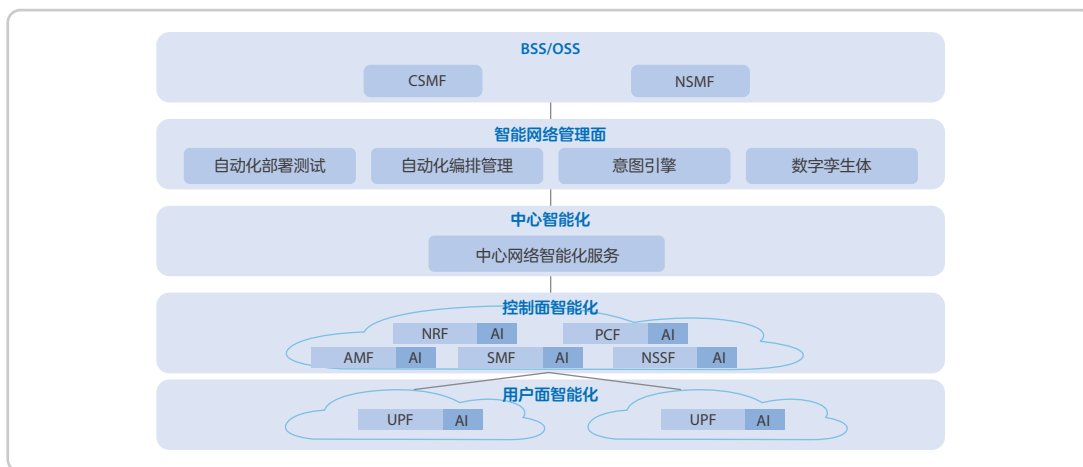 BSS/OSS
CSMF NSMF
智能网络管理面
自动化部署测试 自动化编排管理 意图引擎 数字孪生体
中心智能化
中心网络智能化服务
控制面智能化
NRF AI PCF AI
AMF AI SMF AI NSSF AI
用户面智能化
UPF AI UPF AI